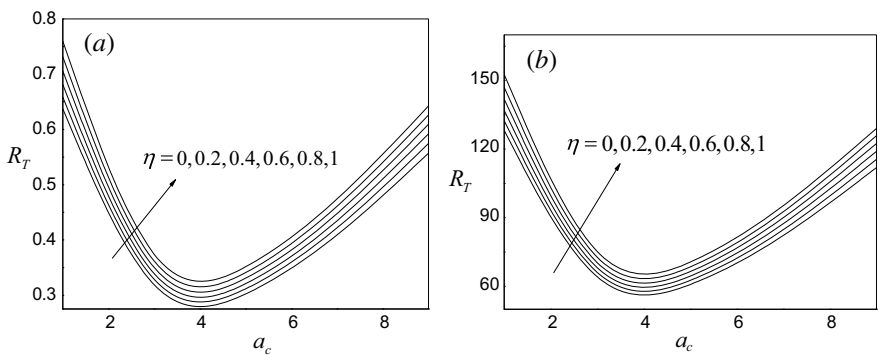 (a)
0.8
0.7
0.6
0.5
0.4
0.3
R_T
η = 0, 0.2, 0.4, 0.6, 0.8, 1
2 4 6 8
a_c
(b)
150
120
90
60
R_T
η = 0, 0.2, 0.4, 0.6, 0.8, 1
2 4 6 8
a_c